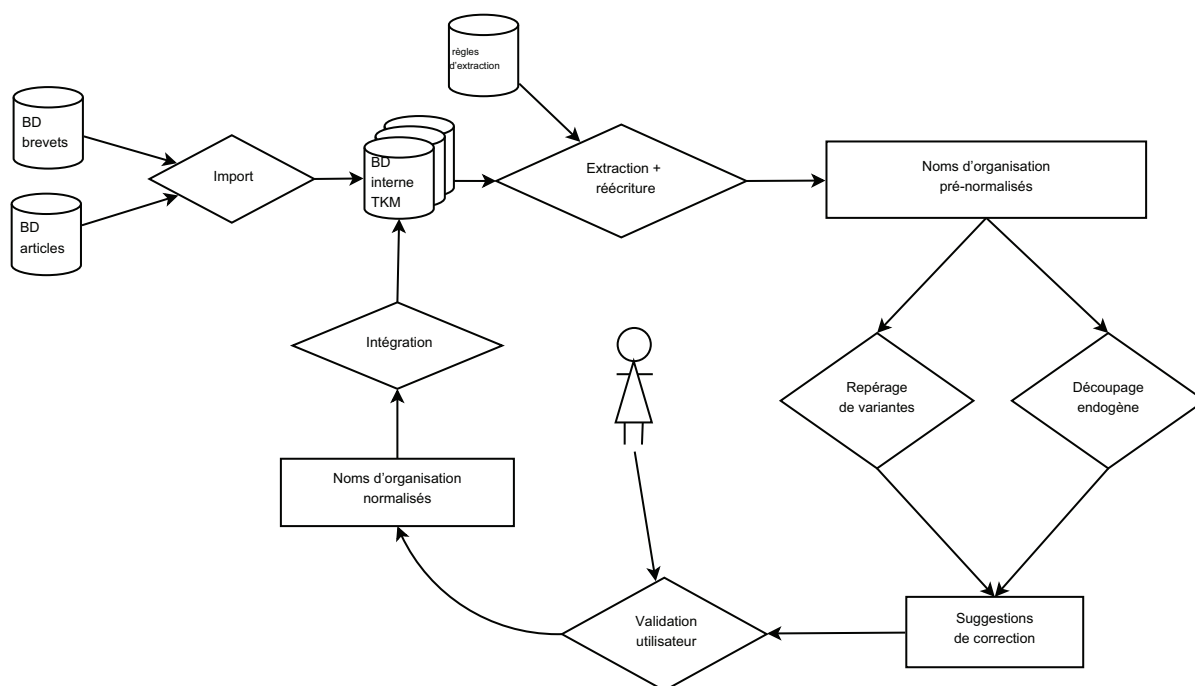 règles
d'extraction
BD
brevets
BD
articles
Import
BD
interne
TKM
Extraction +
réécriture
Noms d'organisation
pré-normalisés
Repérage
de variantes
Découpage
endogène
Suggestions
de correction
Validation
utilisateur
Noms d'organisation
normalisés
Intégration